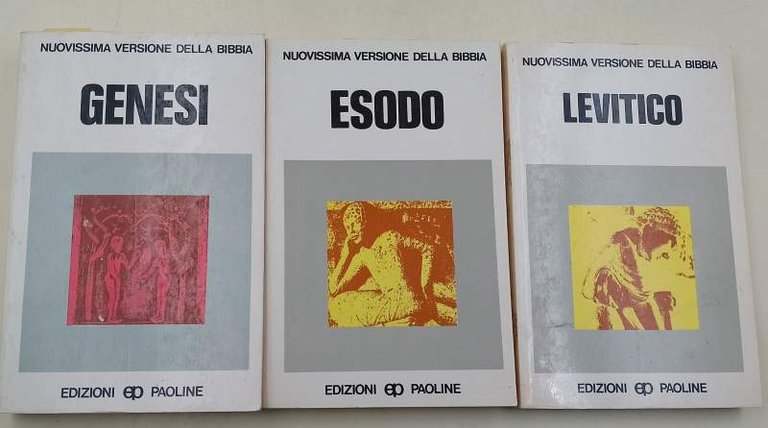 NUOVISSIMA VERSIONE DELLA BIBBIA
GENESI
EDIZIONI ep PAOLINE
NUOVISSIMA VERSIONE DELLA BIBBIA
ESODO
EDIZIONI ep PAOLINE
NUOVISSIMA VERSIONE DELLA BIBBIA
LEVITICO
EDIZIONI ep PAOLINE